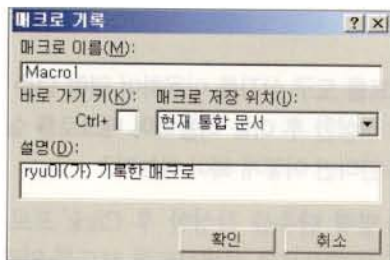 매크로 기록
매크로 이름(M):
Macro1
바로 가기 키(K): 매크로 저장 위치(I):
Ctrl+ 현재 통합 문서
설명(D):
ryu이(가) 기록한 매크로
확인 취소